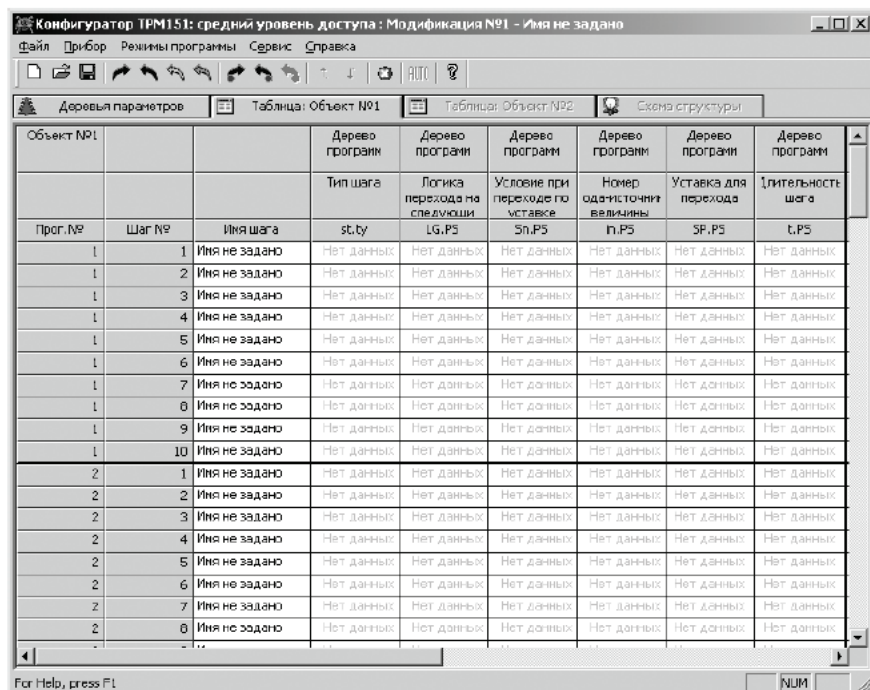 Конфигуратор ТРМ151: средний уровень доступа : Модификация №1 - Имя не задано
Файл Прибор Режимы программы Сервис Справка
AUTO
Деревья параметров Таблица: Объект №1 Таблица: Объект №2 Схема структуры
Объект №1 Дерево программ Дерево программ Дерево программ Дерево программ Дерево программ Дерево программ
Тип шага Логика перехода на следующи Условие при переходе по уставке Номер ода-источник величины Уставка для перехода Длительность шага
Прог.№ Шаг № Имя шага st.ty LG.PS Sn.PS in.PS SP.PS t.PS
1 1 Имя не задано Нет данных Нет данных Нет данных Нет данных Нет данных Нет данных
1 2 Имя не задано Нет данных Нет данных Нет данных Нет данных Нет данных Нет данных
1 3 Имя не задано Нет данных Нет данных Нет данных Нет данных Нет данных Нет данных
1 4 Имя не задано Нет данных Нет данных Нет данных Нет данных Нет данных Нет данных
1 5 Имя не задано Нет данных Нет данных Нет данных Нет данных Нет данных Нет данных
1 6 Имя не задано Нет данных Нет данных Нет данных Нет данных Нет данных Нет данных
1 7 Имя не задано Нет данных Нет данных Нет данных Нет данных Нет данных Нет данных
1 8 Имя не задано Нет данных Нет данных Нет данных Нет данных Нет данных Нет данных
1 9 Имя не задано Нет данных Нет данных Нет данных Нет данных Нет данных Нет данных
1 10 Имя не задано Нет данных Нет данных Нет данных Нет данных Нет данных Нет данных
2 1 Имя не задано Нет данных Нет данных Нет данных Нет данных Нет данных Нет данных
2 2 Имя не задано Нет данных Нет данных Нет данных Нет данных Нет данных Нет данных
2 3 Имя не задано Нет данных Нет данных Нет данных Нет данных Нет данных Нет данных
2 4 Имя не задано Нет данных Нет данных Нет данных Нет данных Нет данных Нет данных
2 5 Имя не задано Нет данных Нет данных Нет данных Нет данных Нет данных Нет данных
2 6 Имя не задано Нет данных Нет данных Нет данных Нет данных Нет данных Нет данных
2 7 Имя не задано Нет данных Нет данных Нет данных Нет данных Нет данных Нет данных
2 8 Имя не задано Нет данных Нет данных Нет данных Нет данных Нет данных Нет данных
For Help, press F1 NUM